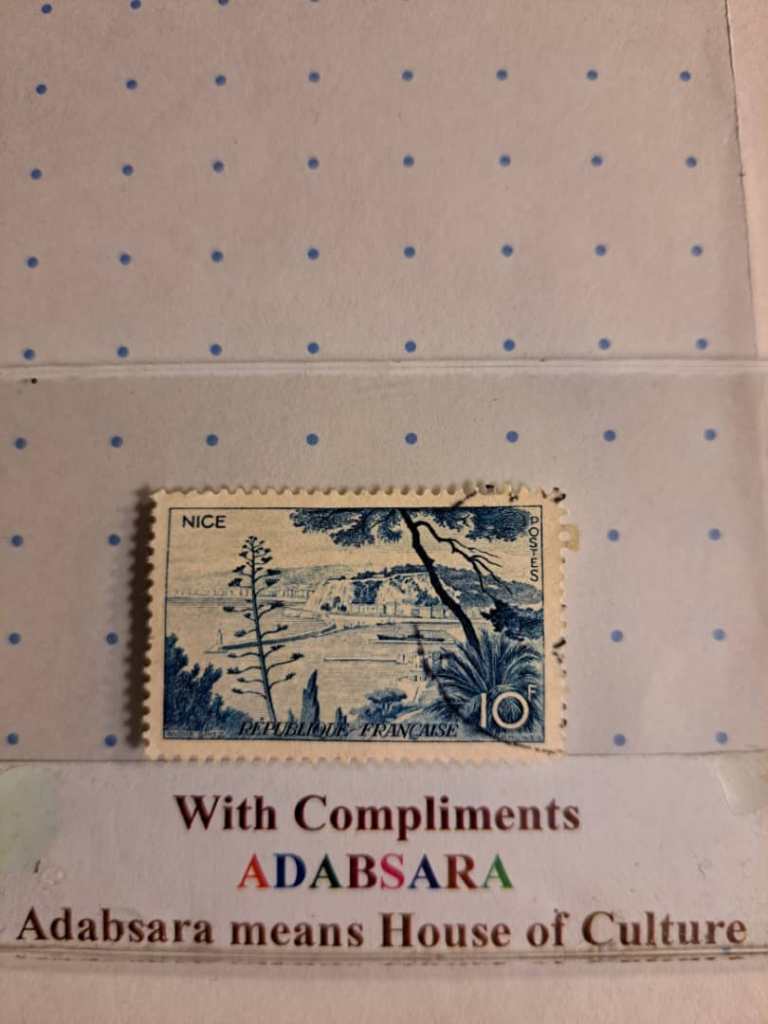 NICE
POSTES
10F
RÉPUBLIQUE FRANÇAISE
With Compliments
ADABSARA
Adabsara means House of Culture